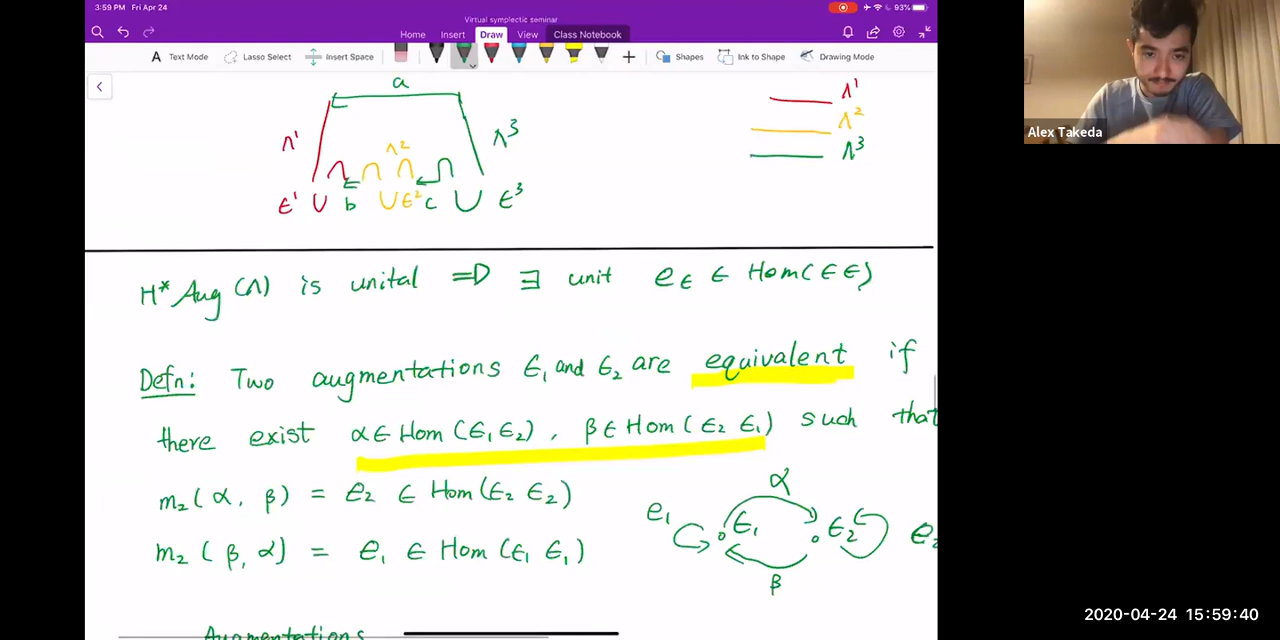 3:59 PM Fri Apr 24
93%
Virtual symplectic seminar
Home Insert Draw View Class Notebook
Text Mode Lasso Select Insert Space Shapes Ink to Shape Drawing Mode
a
Λ¹
Λ²
Λ³
Λ¹ Λ² Λ³
ϵ¹ b ϵ² c ϵ³
H* Aug (Λ) is unital => ∃ unit e_ϵ ∈ Hom(ϵ ϵ)
Defn: Two augmentations ϵ₁ and ϵ₂ are equivalent if
there exist α ∈ Hom (ϵ₁ ϵ₂), β ∈ Hom (ϵ₂ ϵ₁) such that
m₂(α, β) = e₂ ∈ Hom(ϵ₂ ϵ₂)
m₂(β, α) = e₁ ∈ Hom(ϵ₁ ϵ₁)
α
e₁ ϵ₁ ϵ₂ e₂
β
Augmentations
Alex Takeda
2020-04-24 15:59:40